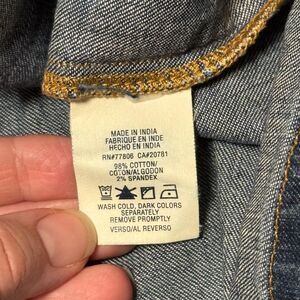 MADE IN INDIA
FABRIQUE EN INDE
HECHO EN INDIA
RN#77806 CA#20781
98% COTTON/
COTON/ALGODON
2% SPANDEX
WASH COLD, DARK COLORS
SEPARATELY
REMOVE PROMPTLY
VERSO/AL REVERSO